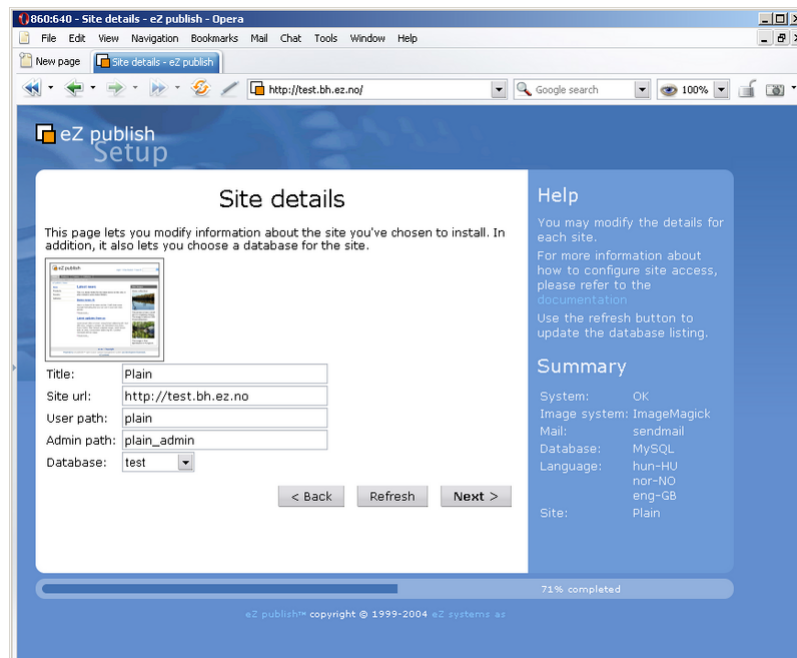 860:640 - Site details - eZ publish - Opera
File Edit View Navigation Bookmarks Mail Chat Tools Window Help
New page
Site details - eZ publish
http://test.bh.ez.no/
Google search
100%
eZ publish
Setup
Site details
This page lets you modify information about the site you've chosen to install. In
addition, it also lets you choose a database for the site.
eZ publish
Title: Plain
Site url: http://test.bh.ez.no
User path: plain
Admin path: plain_admin
Database: test
< Back Refresh Next >
Help
You may modify the details for
each site.
For more information about
how to configure site access,
please refer to the
documentation
Use the refresh button to
update the database listing.
Summary
System: OK
Image system: ImageMagick
Mail: sendmail
Database: MySQL
Language: hun-HU
nor-NO
eng-GB
Site: Plain
71% completed
eZ publish™ copyright © 1999-2004 eZ systems as